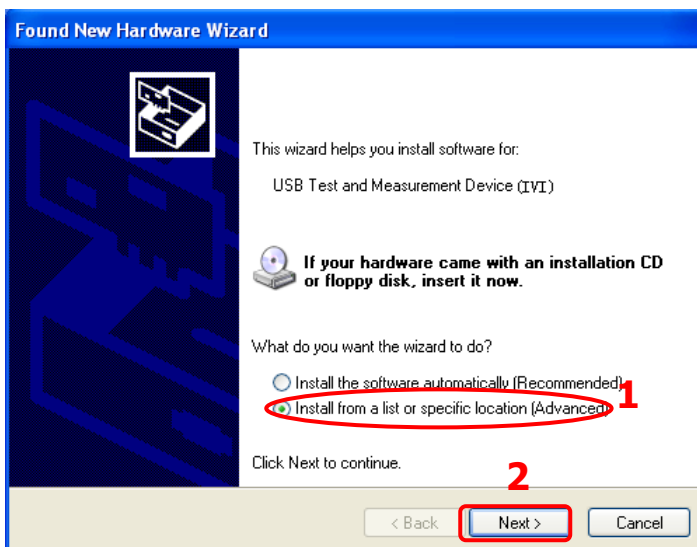 Found New Hardware Wizard
This wizard helps you install software for:
USB Test and Measurement Device (IVI)
If your hardware came with an installation CD
or floppy disk, insert it now.
What do you want the wizard to do?
Install the software automatically (Recommended)
Install from a list or specific location (Advanced)
1
Click Next to continue.
2
< Back
Next >
Cancel